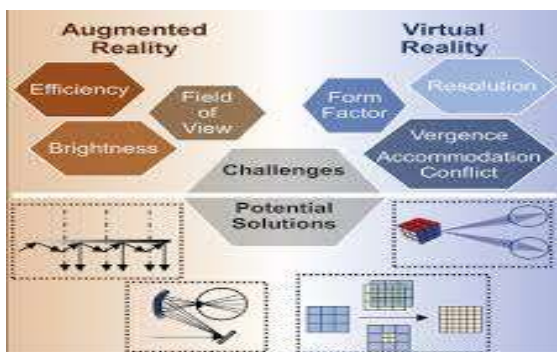 Augmented
Reality
Virtual
Reality
Efficiency
Field
of
View
Brightness
Form
Factor
Resolution
Vergence
Accommodation
Conflict
Challenges
Potential
Solutions